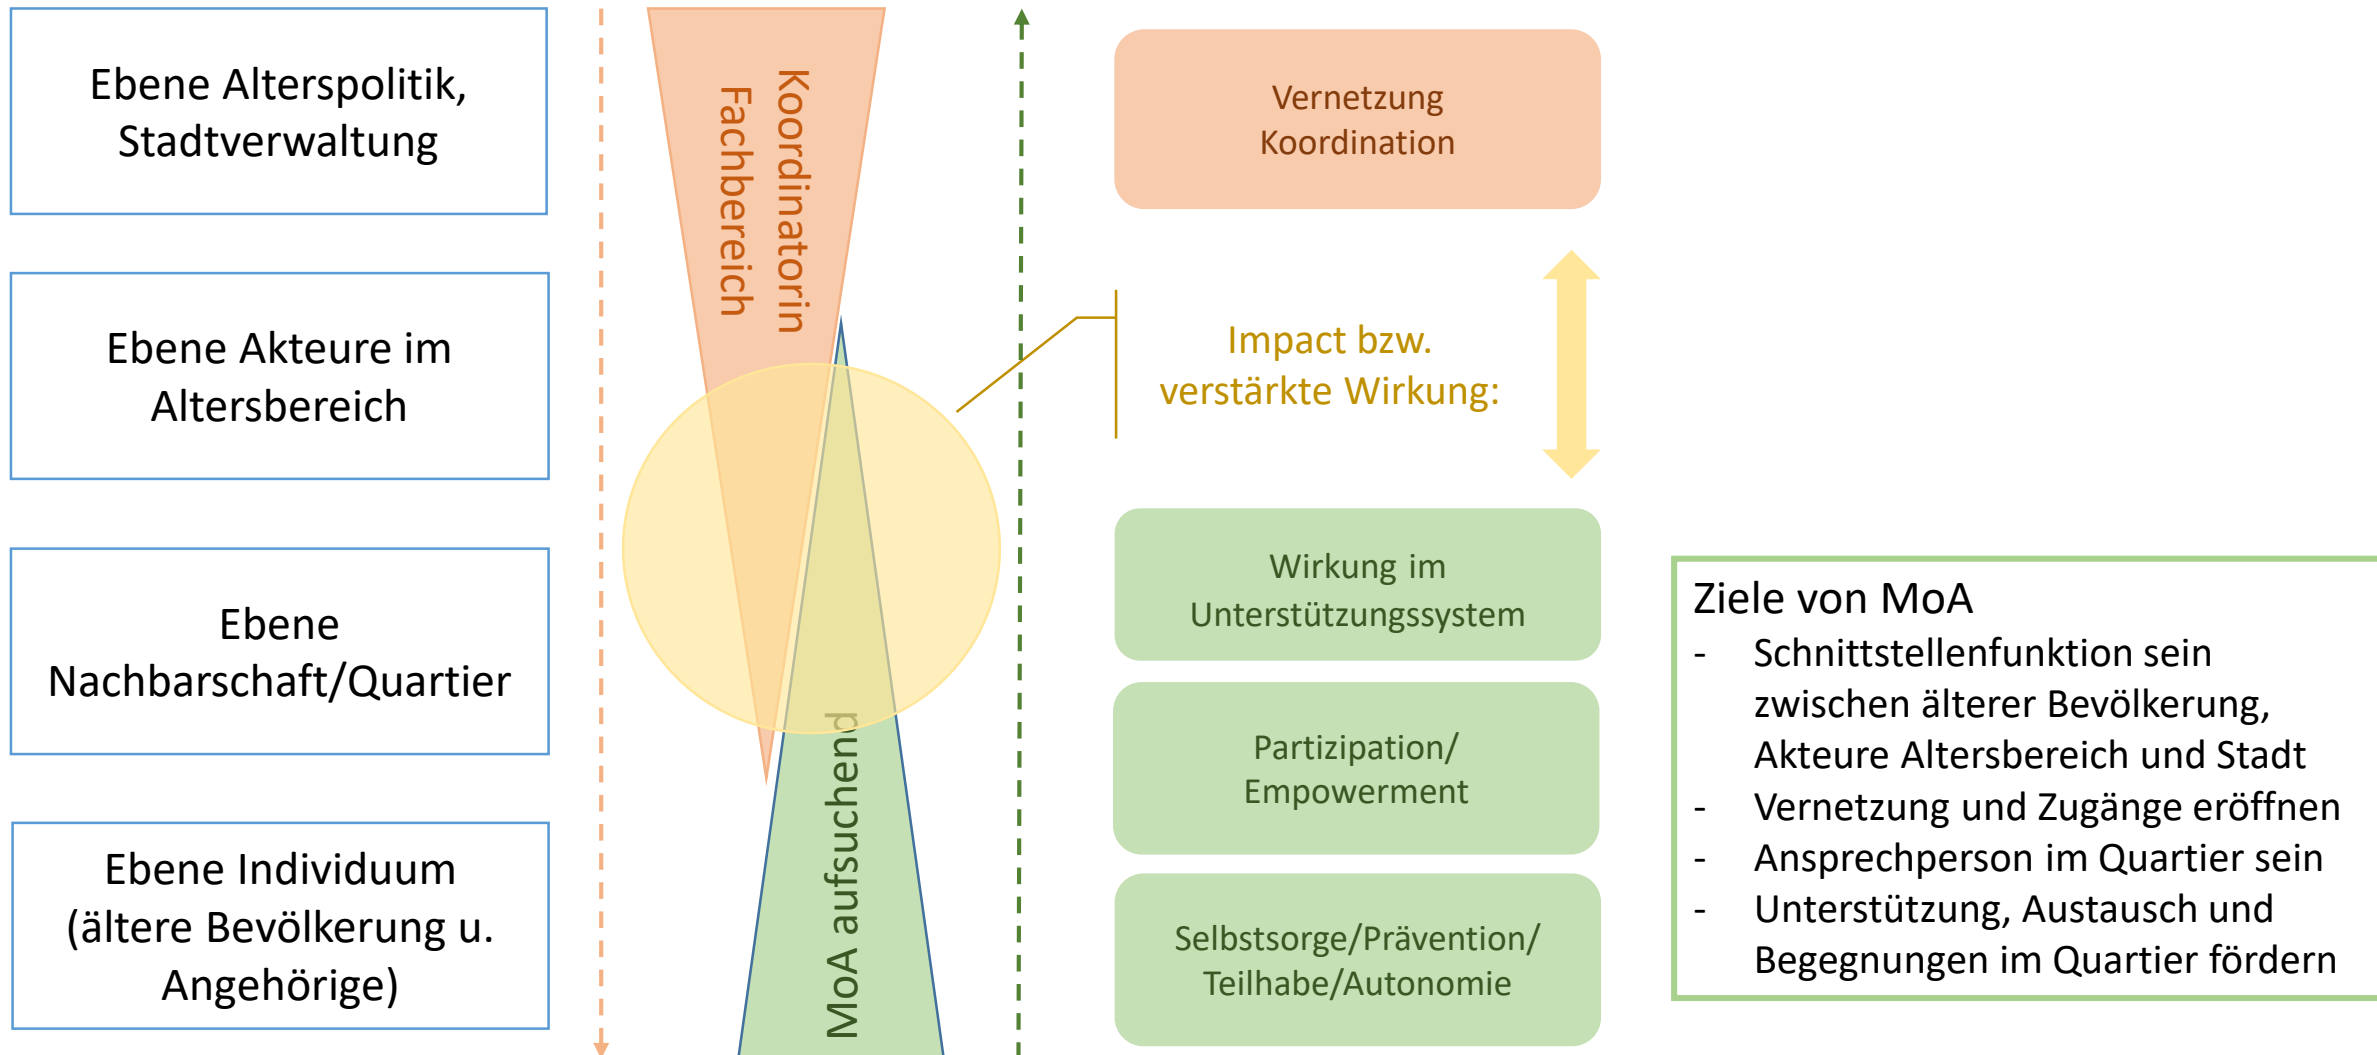 Ebene Alterspolitik,
Stadtverwaltung
Ebene Akteure im
Altersbereich
Ebene
Nachbarschaft/Quartier
Ebene Individuum
(ältere Bevölkerung u.
Angehörige)
Koordinatorin
Fachbereich
MoA aufsuchend
Vernetzung
Koordination
Impact bzw.
verstärkte Wirkung:
Wirkung im
Unterstützungssystem
Partizipation/
Empowerment
Selbstsorge/Prävention/
Teilhabe/Autonomie
Ziele von MoA
- Schnittstellenfunktion sein
zwischen älterer Bevölkerung,
Akteure Altersbereich und Stadt
- Vernetzung und Zugänge eröffnen
- Ansprechperson im Quartier sein
- Unterstützung, Austausch und
Begegnungen im Quartier fördern